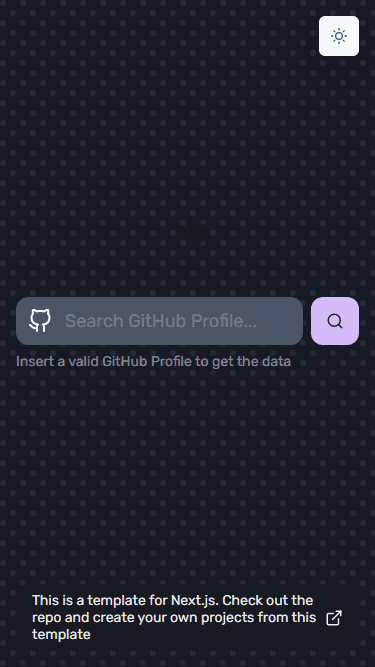 Search GitHub Profile...
Insert a valid GitHub Profile to get the data
This is a template for Next.js. Check out the
repo and create your own projects from this
template